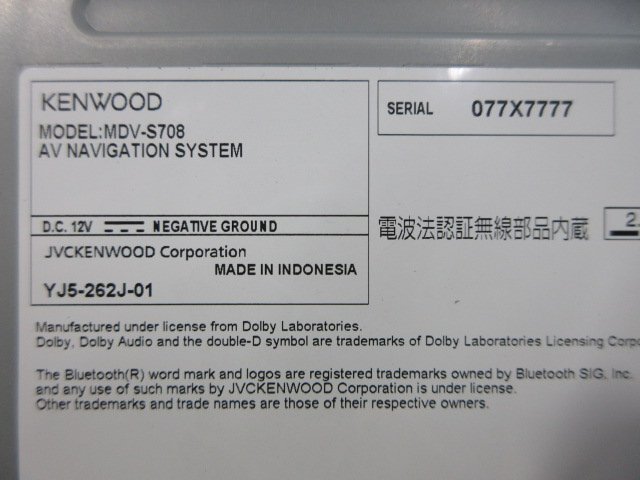 KENWOOD
MODEL:MDV-S708
AV NAVIGATION SYSTEM
SERIAL 077X7777
D.C. 12V NEGATIVE GROUND
電波法認証無線部品内蔵 2.
JVCKENWOOD Corporation
MADE IN INDONESIA
YJ5-262J-01
Manufactured under license from Dolby Laboratories.
Dolby, Dolby Audio and the double-D symbol are trademarks of Dolby Laboratories Licensing Corpo
The Bluetooth(R) word mark and logos are registered trademarks owned by Bluetooth SIG, Inc.
and any use of such marks by JVCKENWOOD Corporation is under license.
Other trademarks and trade names are those of their respective owners.